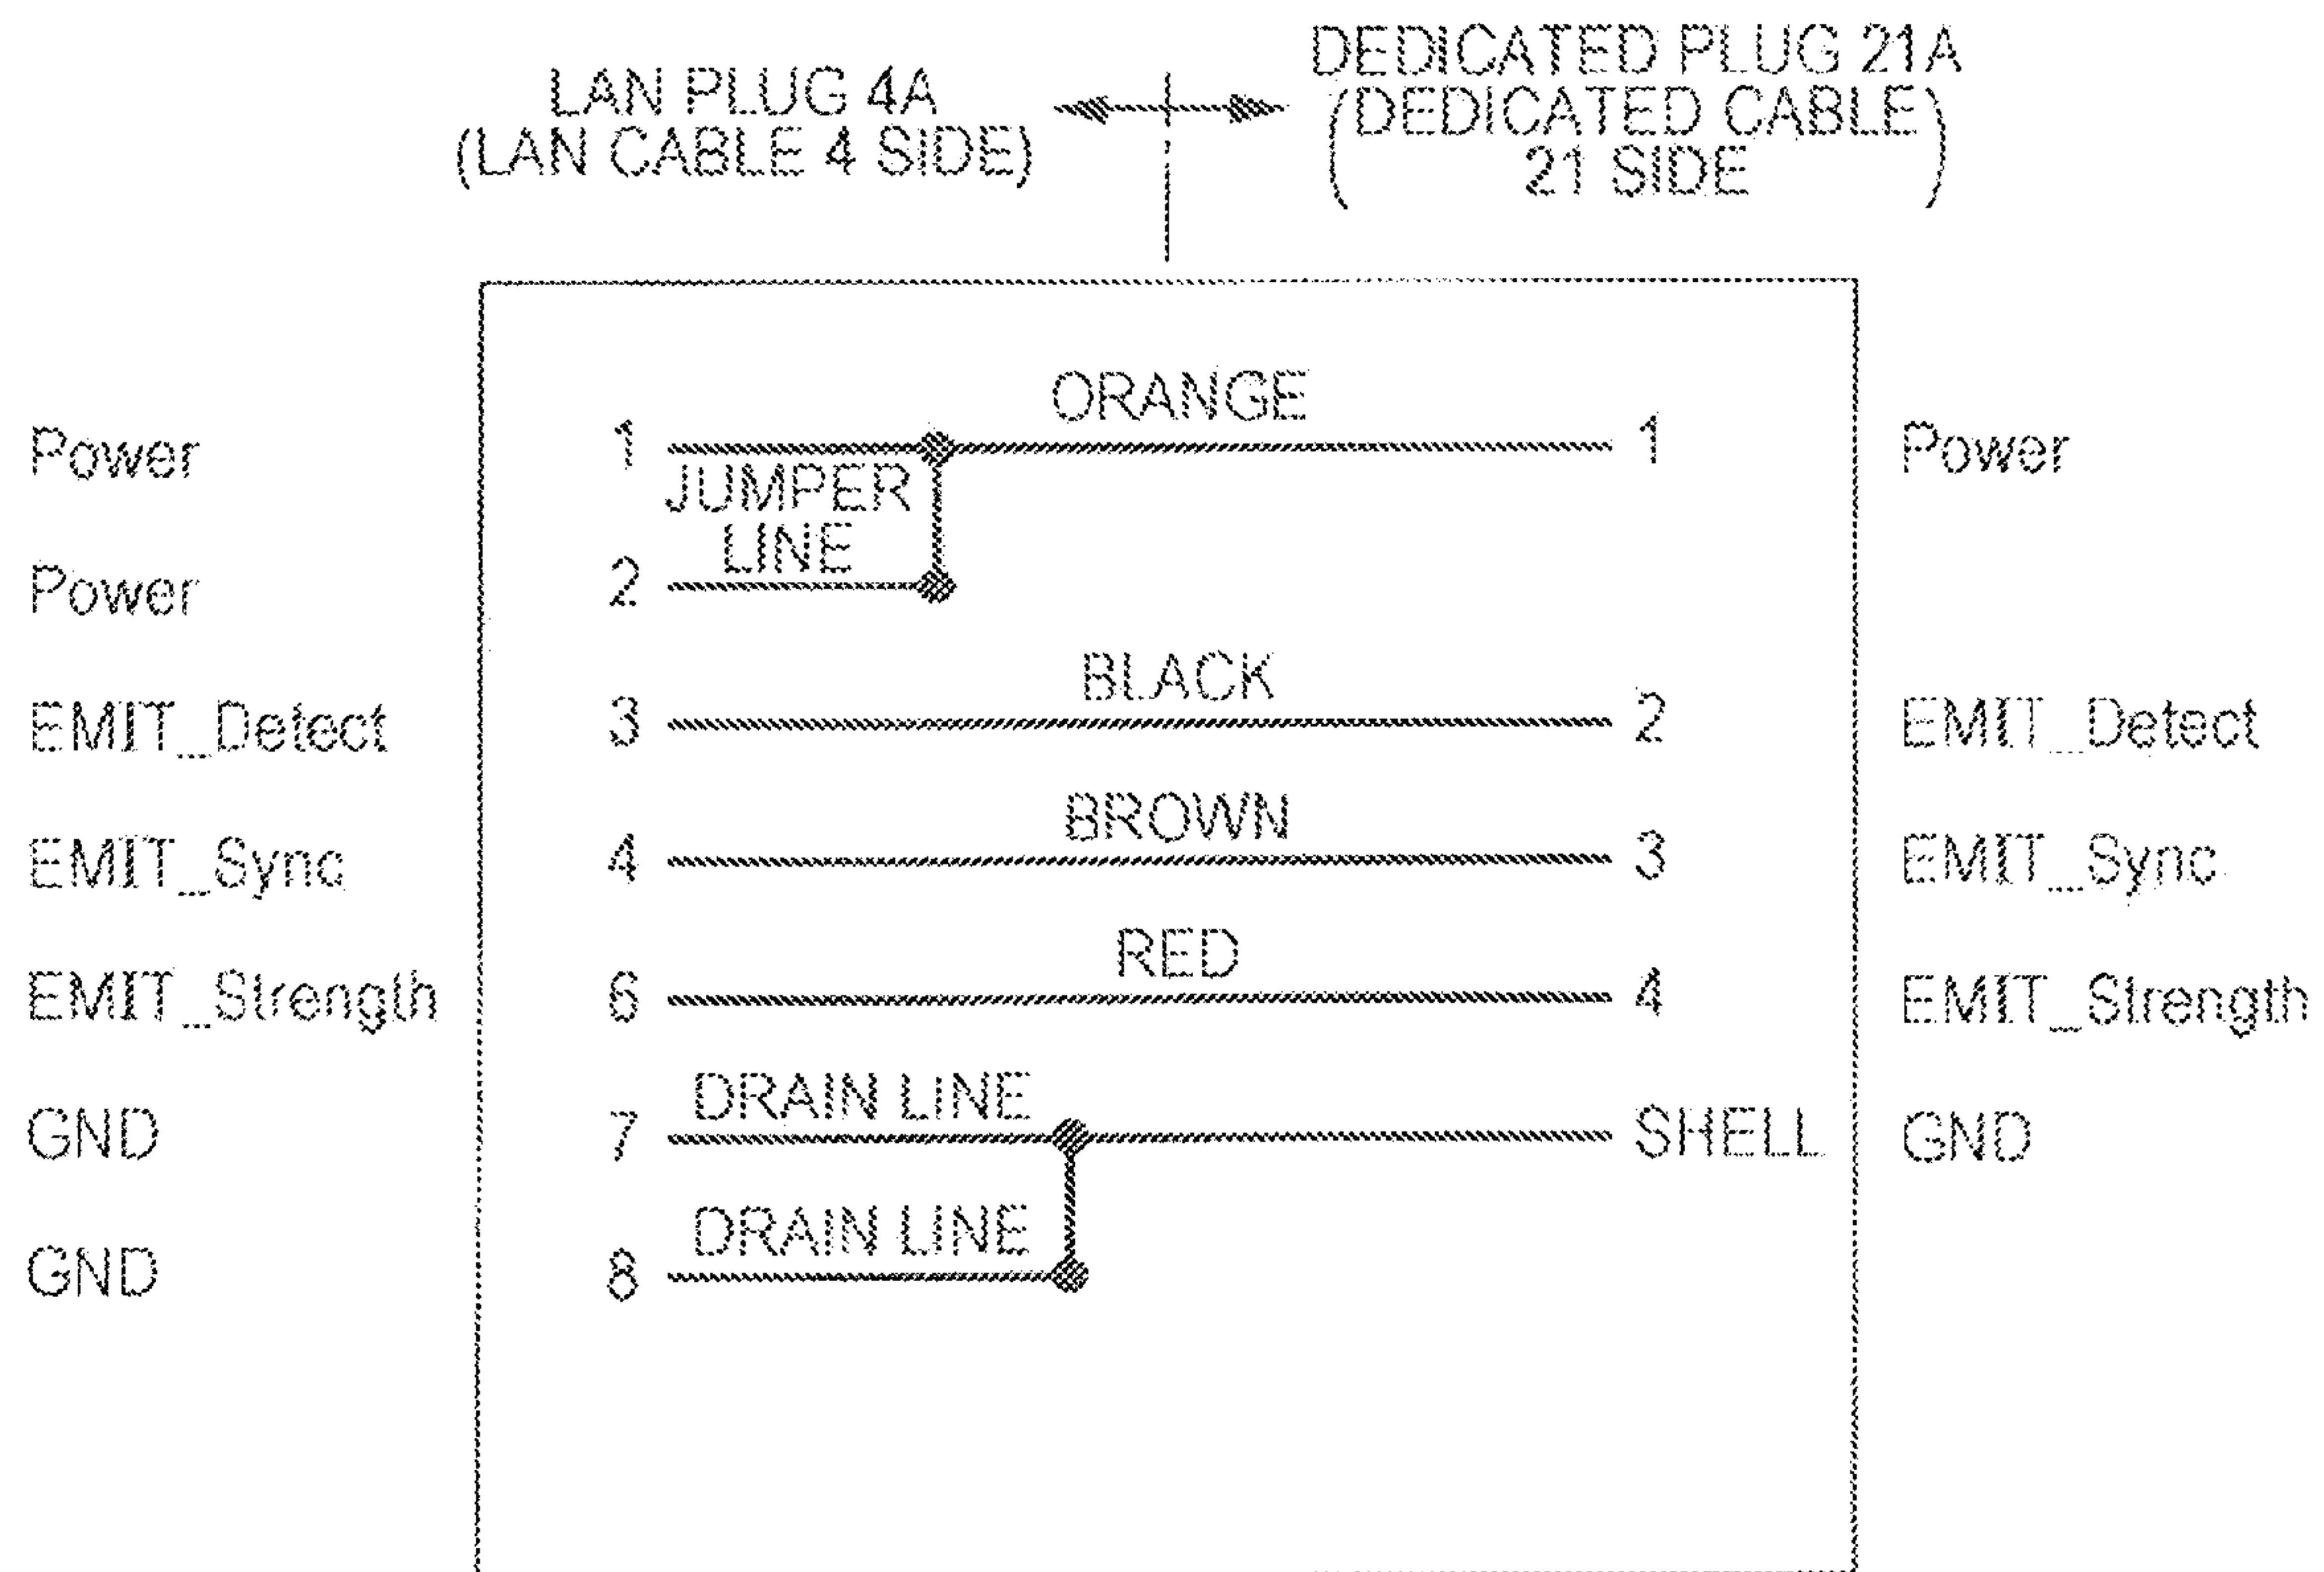 LAN PLUG 4A
(LAN CABLE 4 SIDE)
DEDICATED PLUG 21A
(DEDICATED CABLE
21 SIDE)
ORANGE
Power 1 1 Power
JUMPER
LINE
Power 2
BLACK
EMIT_Detect 3 2 EMIT_Detect
BROWN
EMIT_Sync 4 3 EMIT_Sync
RED
EMIT_Strength 6 4 EMIT_Strength
DRAIN LINE
GND 7 SHELL GND
DRAIN LINE
GND 8